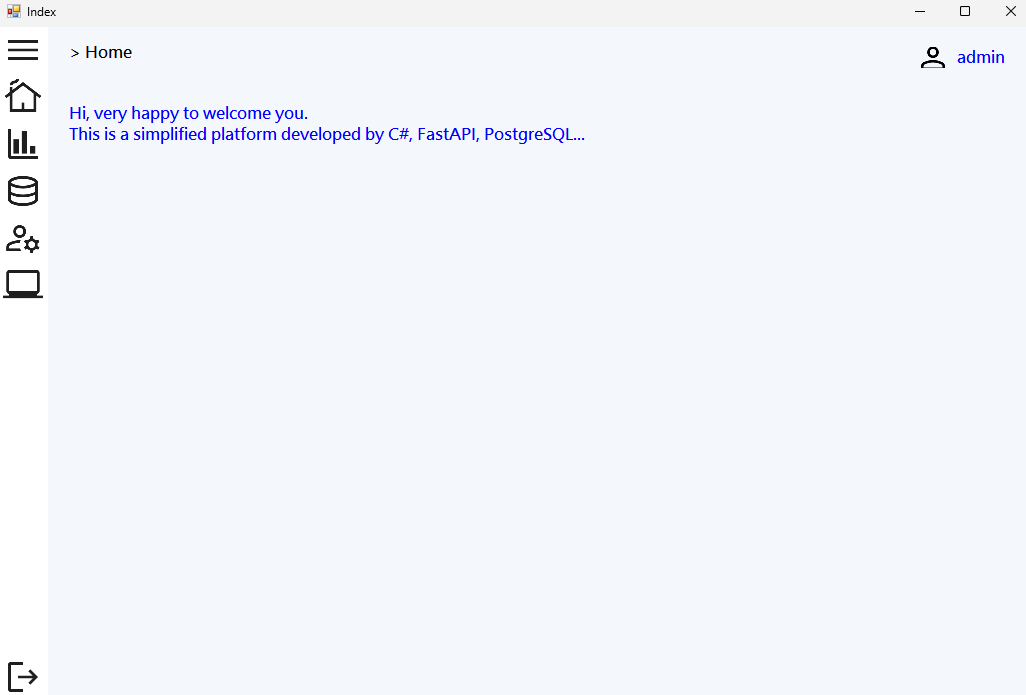 Index
> Home
admin
Hi, very happy to welcome you.
This is a simplified platform developed by C#, FastAPI, PostgreSQL...